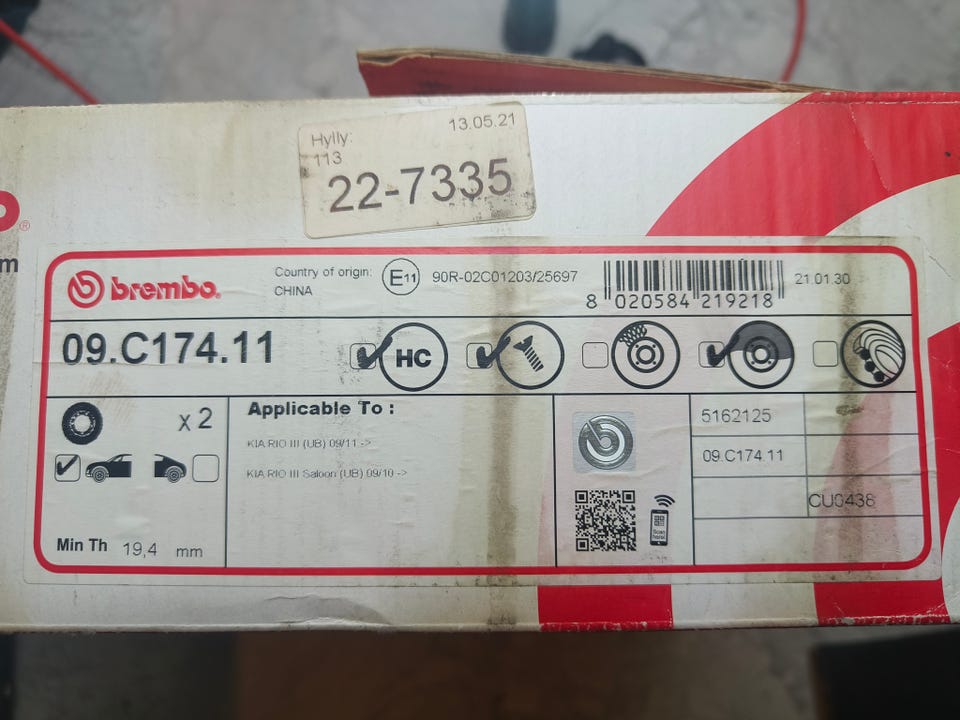 Hylly:
13.05.21
113
22-7335
®
m
brembo.
Country of origin:
CHINA
E11
90R-02C01203/25697
8 020584 219218
21.01.30
09.C174.11
HC
x 2
Min Th 19,4 mm
Applicable To :
KIA RIO III (UB) 09/11 ->
KIA RIO III Saloon (UB) 09/10 ->
Scan
5162125
09.C174.11
CU0438